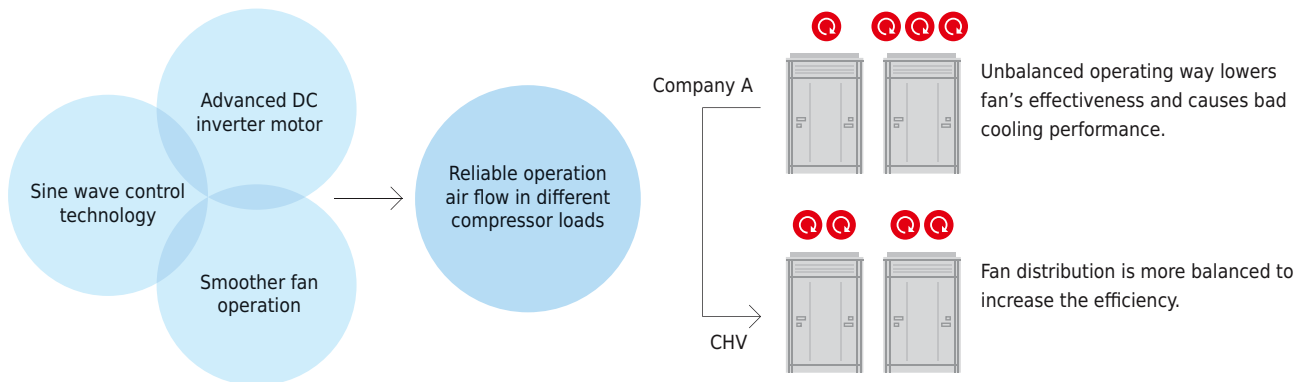 Advanced DC
inverter motor
Sine wave control
technology
Smoother fan
operation
Reliable operation
air flow in different
compressor loads
Company A
Unbalanced operating way lowers
fan’s effectiveness and causes bad
cooling performance.
CHV
Fan distribution is more balanced to
increase the efficiency.